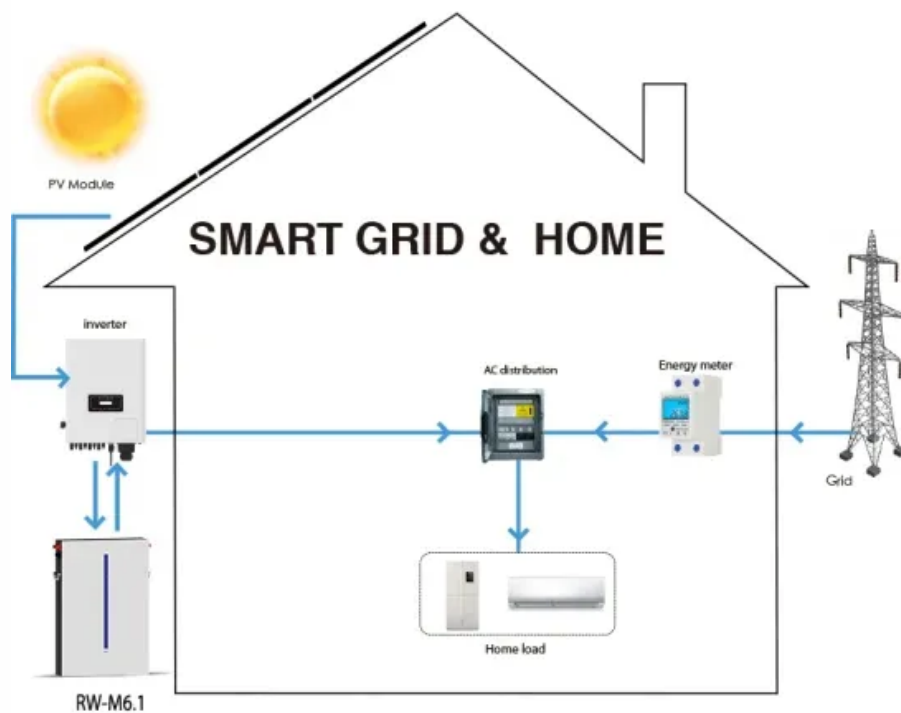 PV Module
SMART GRID & HOME
inverter
AC distribution
Energy meter
Grid
Home load
RW-M6.1